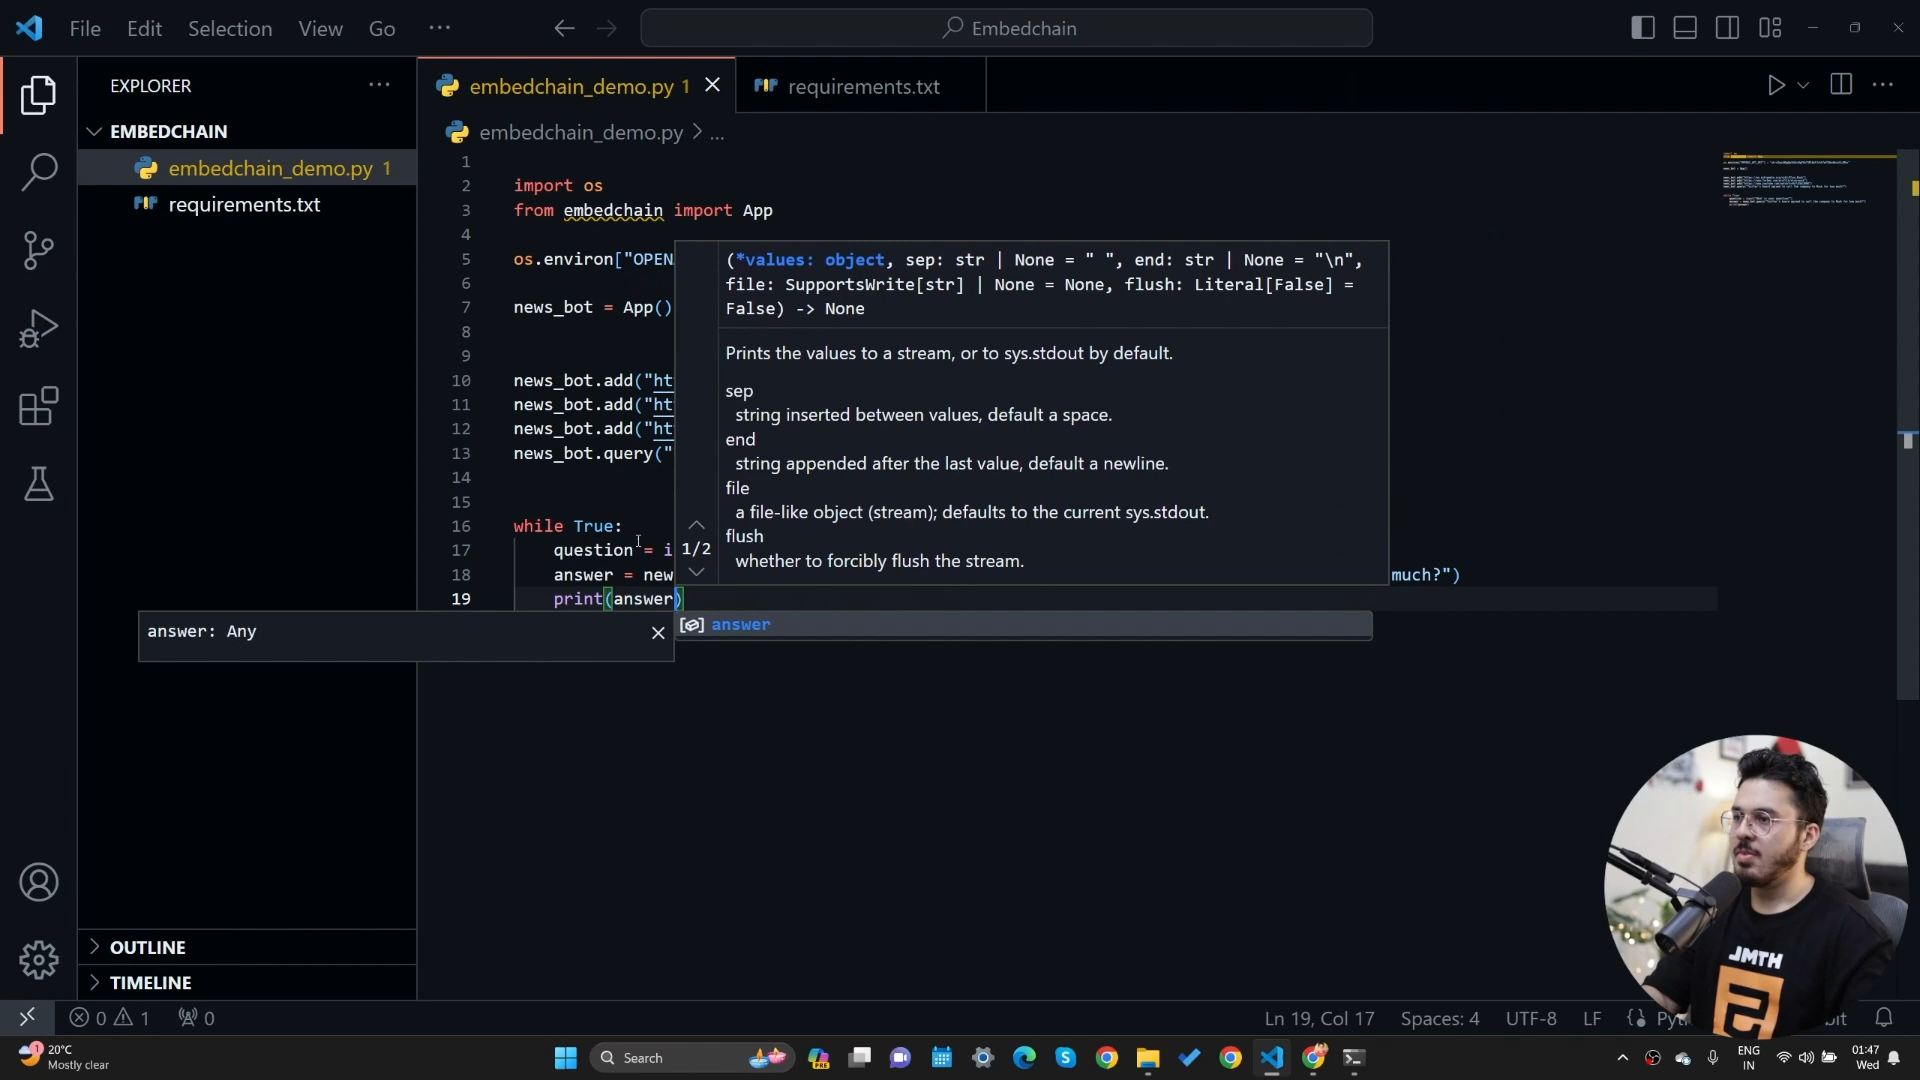 File Edit Selection View Go ...
Embedchain
EXPLORER ...
EMBEDCHAIN
embedchain_demo.py 1
requirements.txt
embedchain_demo.py 1
requirements.txt
embedchain_demo.py > ...
1
2 import os
3 from embedchain import App
4
5 os.environ["OPEN
6
7 news_bot = App()
8
9
10 news_bot.add("ht
11 news_bot.add("ht
12 news_bot.add("ht
13 news_bot.query("
14
15
16 while True:
17 question = i
18 answer = new much?")
19 print(answer)
(*values: object, sep: str | None = " ", end: str | None = "\n",
file: SupportsWrite[str] | None = None, flush: Literal[False] =
False) -> None
Prints the values to a stream, or to sys.stdout by default.
sep
string inserted between values, default a space.
end
string appended after the last value, default a newline.
file
a file-like object (stream); defaults to the current sys.stdout.
flush
whether to forcibly flush the stream.
1/2
answer
answer: Any
OUTLINE
TIMELINE
JMTH
0 1 0
Ln 19, Col 17 Spaces: 4 UTF-8 LF
20°C
Mostly clear
Search
PRE
ENG
IN
01:47
Wed